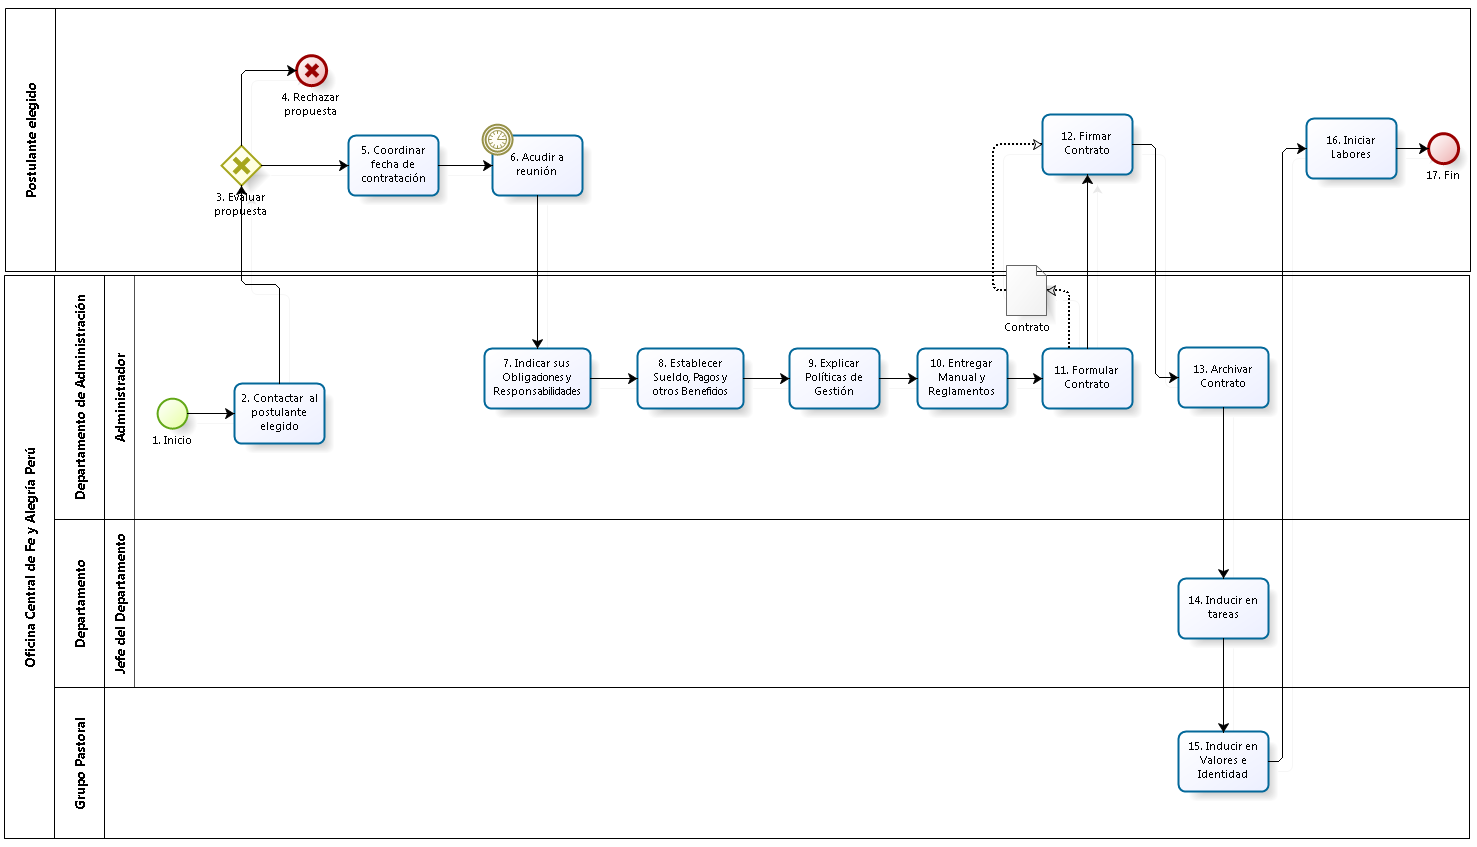 Postulante elegido
4. Rechazar
propuesta
3. Evaluar
propuesta
5. Coordinar
fecha de
contratación
6. Acudir a
reunión
12. Firmar
Contrato
16. Iniciar
Labores
17. Fin
Oficina Central de Fe y Alegría Perú
Departamento de Administración
Administrador
1. Inicio
2. Contactar al
postulante
elegido
7. Indicar sus
Obligaciones y
Responsabilidades
8. Establecer
Sueldo, Pagos y
otros Beneficios
9. Explicar
Políticas de
Gestión
10. Entregar
Manual y
Reglamentos
Contrato
11. Formular
Contrato
13. Archivar
Contrato
Departamento
Jefe del Departamento
14. Inducir en
tareas
Grupo Pastoral
15. Inducir en
Valores e
Identidad